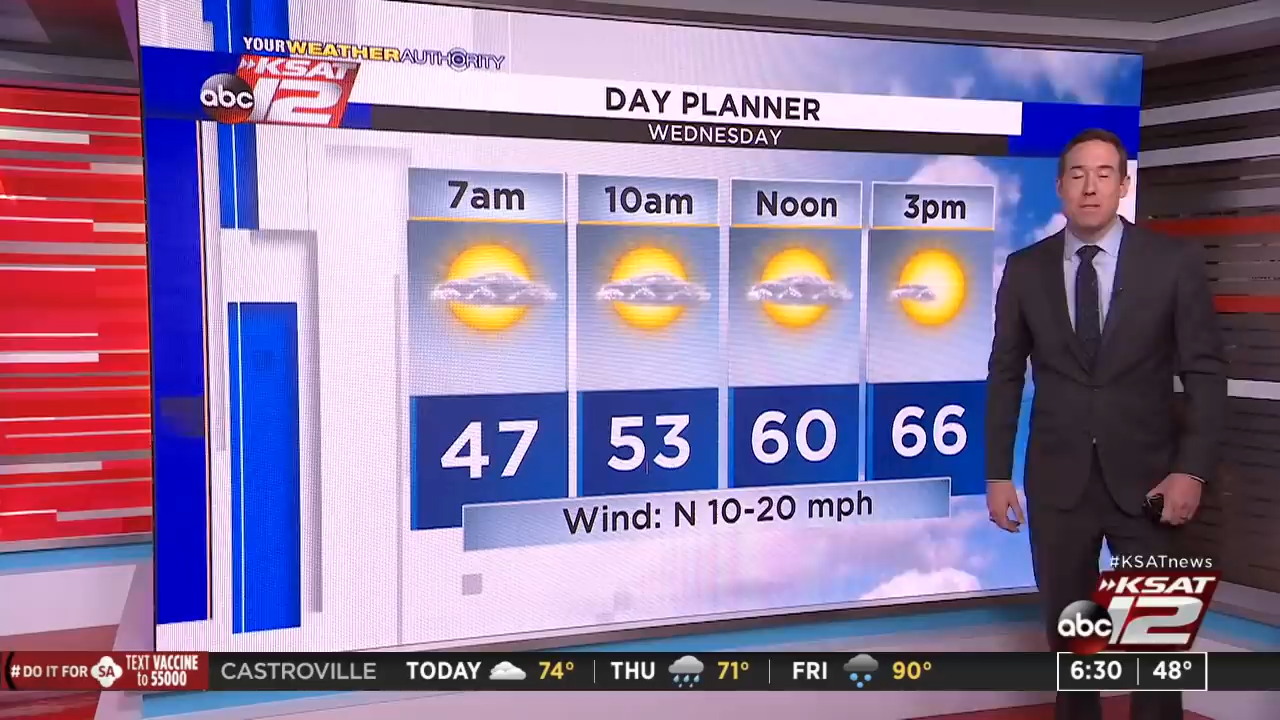 YOUR WEATHER AUTHORITY
KSAT
abc 12
DAY PLANNER
WEDNESDAY
7am 10am Noon 3pm
47 53 60 66
Wind: N 10-20 mph
#KSATnews
KSAT
abc 12
#DO IT FOR SA TEXT VACCINE to 55000
CASTROVILLE TODAY 74° THU 71° FRI 90°
6:30 48°